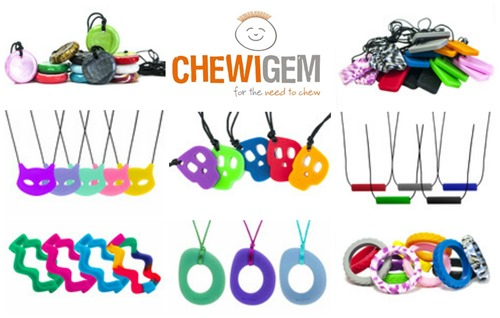 CHEWIGEM
for the need to chew